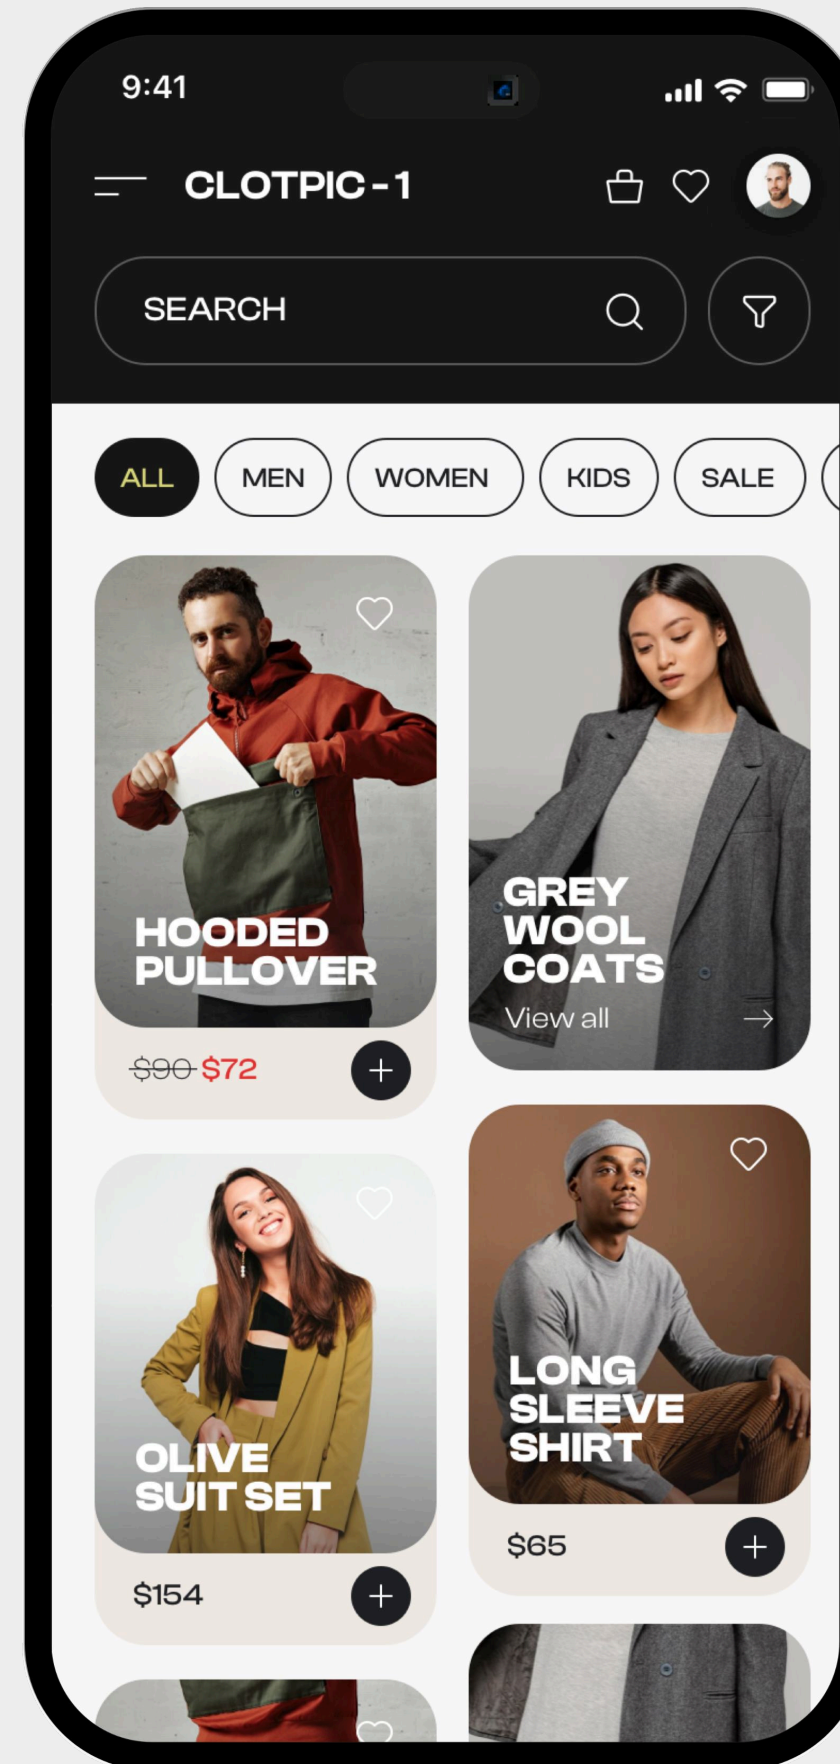 9:41
CLOTPIC - 1
SEARCH
ALL
MEN
WOMEN
KIDS
SALE
HOODED
PULLOVER
$90 $72
GREY
WOOL
COATS
View all
OLIVE
SUIT SET
$154
LONG
SLEEVE
SHIRT
$65